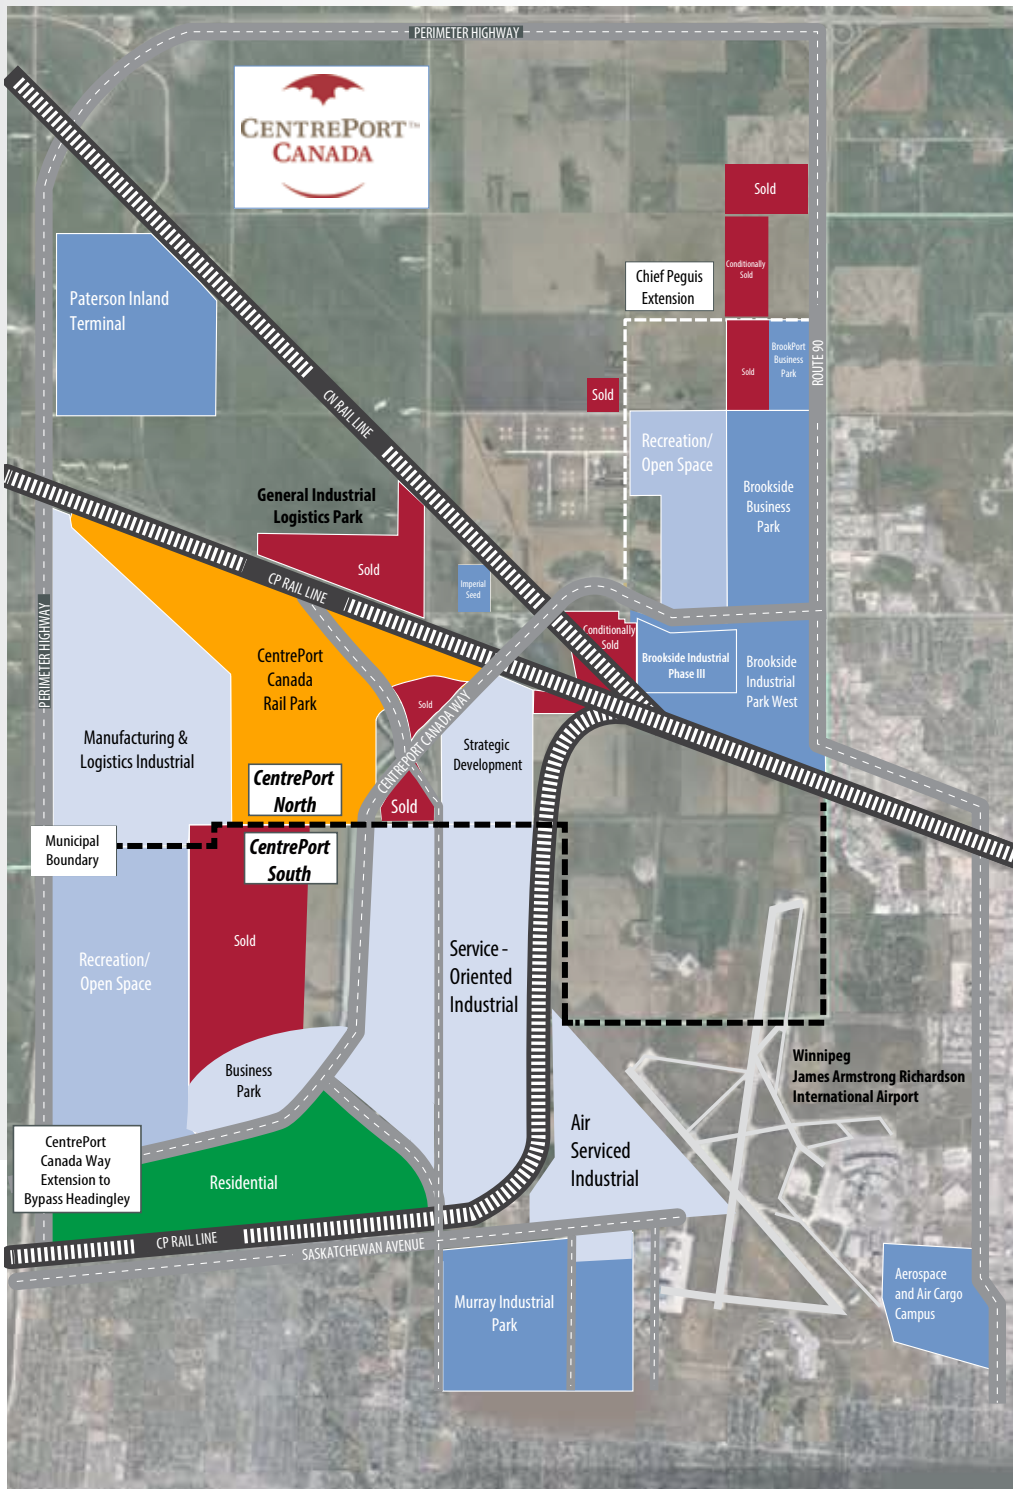 PERIMETER HIGHWAY
CENTREPORT™
CANADA
Sold
Conditionally
Sold
Chief Peguis
Extension
Paterson Inland
Terminal
BrookPort
Business
Park
Sold
ROUTE 90
Sold
CN RAIL LINE
Recreation/
Open Space
Brookside
Business
Park
General Industrial
Logistics Park
Sold
CP RAIL LINE
Imperial
Seed
PERIMETER HIGHWAY
CentrePort
Canada
Rail Park
Conditionally
Sold
Brookside Industrial
Phase III
Brookside
Industrial
Park West
Sold
CENTREPORT CANADA WAY
Manufacturing &
Logistics Industrial
Strategic
Development
CentrePort
North
Sold
Municipal
Boundary
CentrePort
South
Sold
Recreation/
Open Space
Service -
Oriented
Industrial
Business
Park
Winnipeg
James Armstrong Richardson
International Airport
CentrePort
Canada Way
Extension to
Bypass Headingley
Air
Serviced
Industrial
Residential
CP RAIL LINE
SASKATCHEWAN AVENUE
Murray Industrial
Park
Aerospace
and Air Cargo
Campus